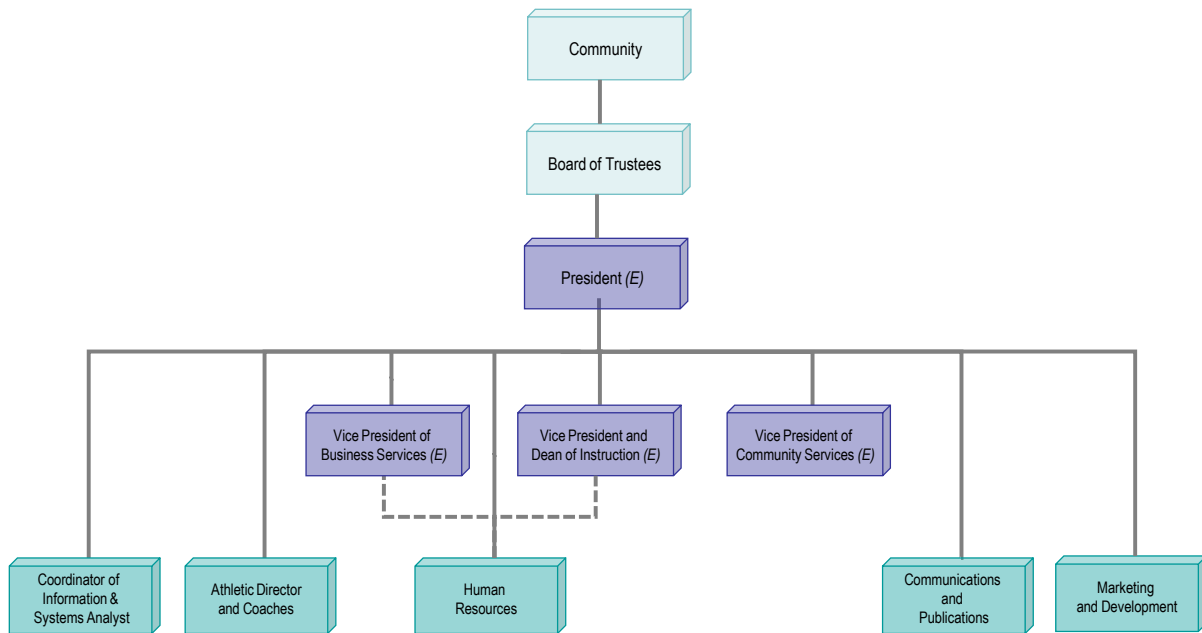 Community
Board of Trustees
President (E)
Vice President of
Business Services (E)
Vice President and
Dean of Instruction (E)
Vice President of
Community Services (E)
Coordinator of
Information &
Systems Analyst
Athletic Director
and Coaches
Human
Resources
Communications
and
Publications
Marketing
and Development